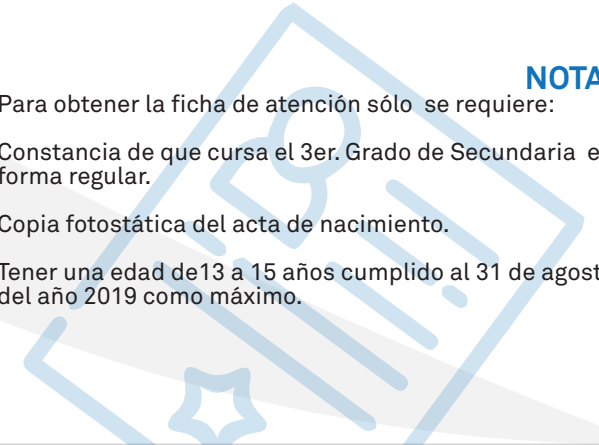 NOTA
Para obtener la ficha de atención sólo se requiere:
Constancia de que cursa el 3er. Grado de Secundaria e
forma regular.
Copia fotostática del acta de nacimiento.
Tener una edad de13 a 15 años cumplido al 31 de agost
del año 2019 como máximo.